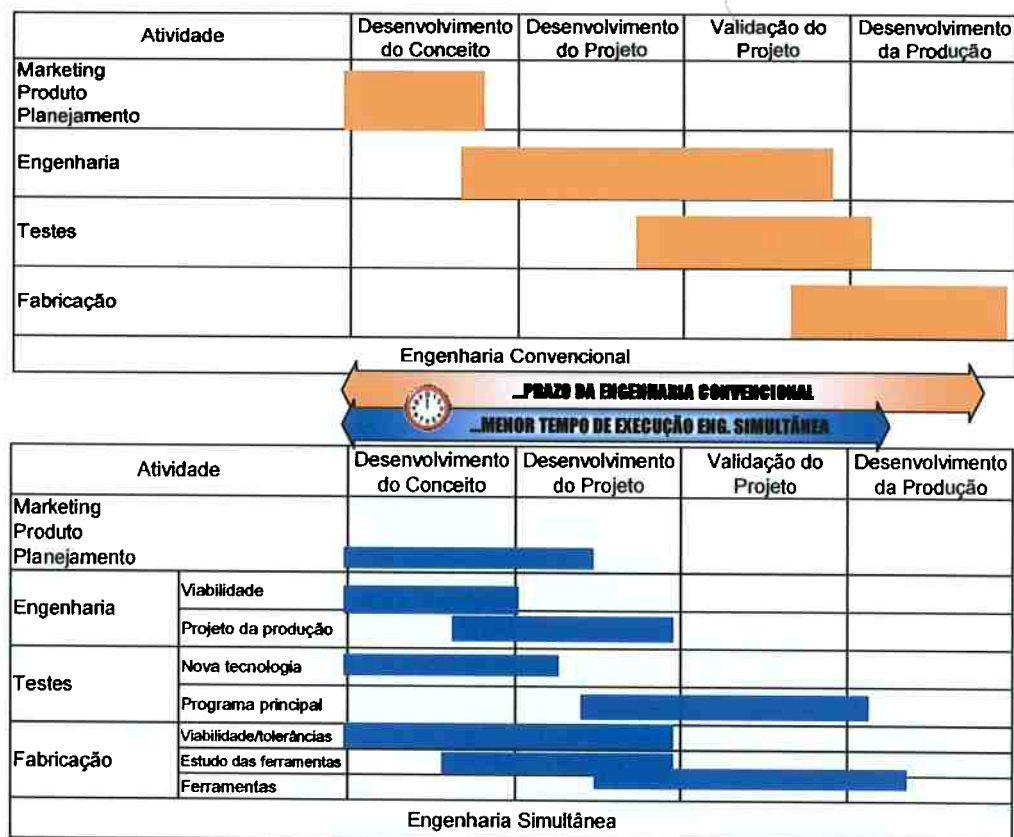 Atividade
Desenvolvimento
do Conceito
Desenvolvimento
do Projeto
Validação do
Projeto
Desenvolvimento
da Produção
Marketing
Produto
Planejamento
Engenharia
Testes
Fabricação
Engenharia Convencional
...PRAZO DA ENGENHARIA CONVENCIONAL
...MENOR TEMPO DE EXECUÇÃO ENG. SIMULTÂNEA
Atividade
Desenvolvimento
do Conceito
Desenvolvimento
do Projeto
Validação do
Projeto
Desenvolvimento
da Produção
Marketing
Produto
Planejamento
Engenharia
Viabilidade
Projeto da produção
Testes
Nova tecnologia
Programa principal
Fabricação
Viabilidade/tolerâncias
Estudo das ferramentas
Ferramentas
Engenharia Simultânea